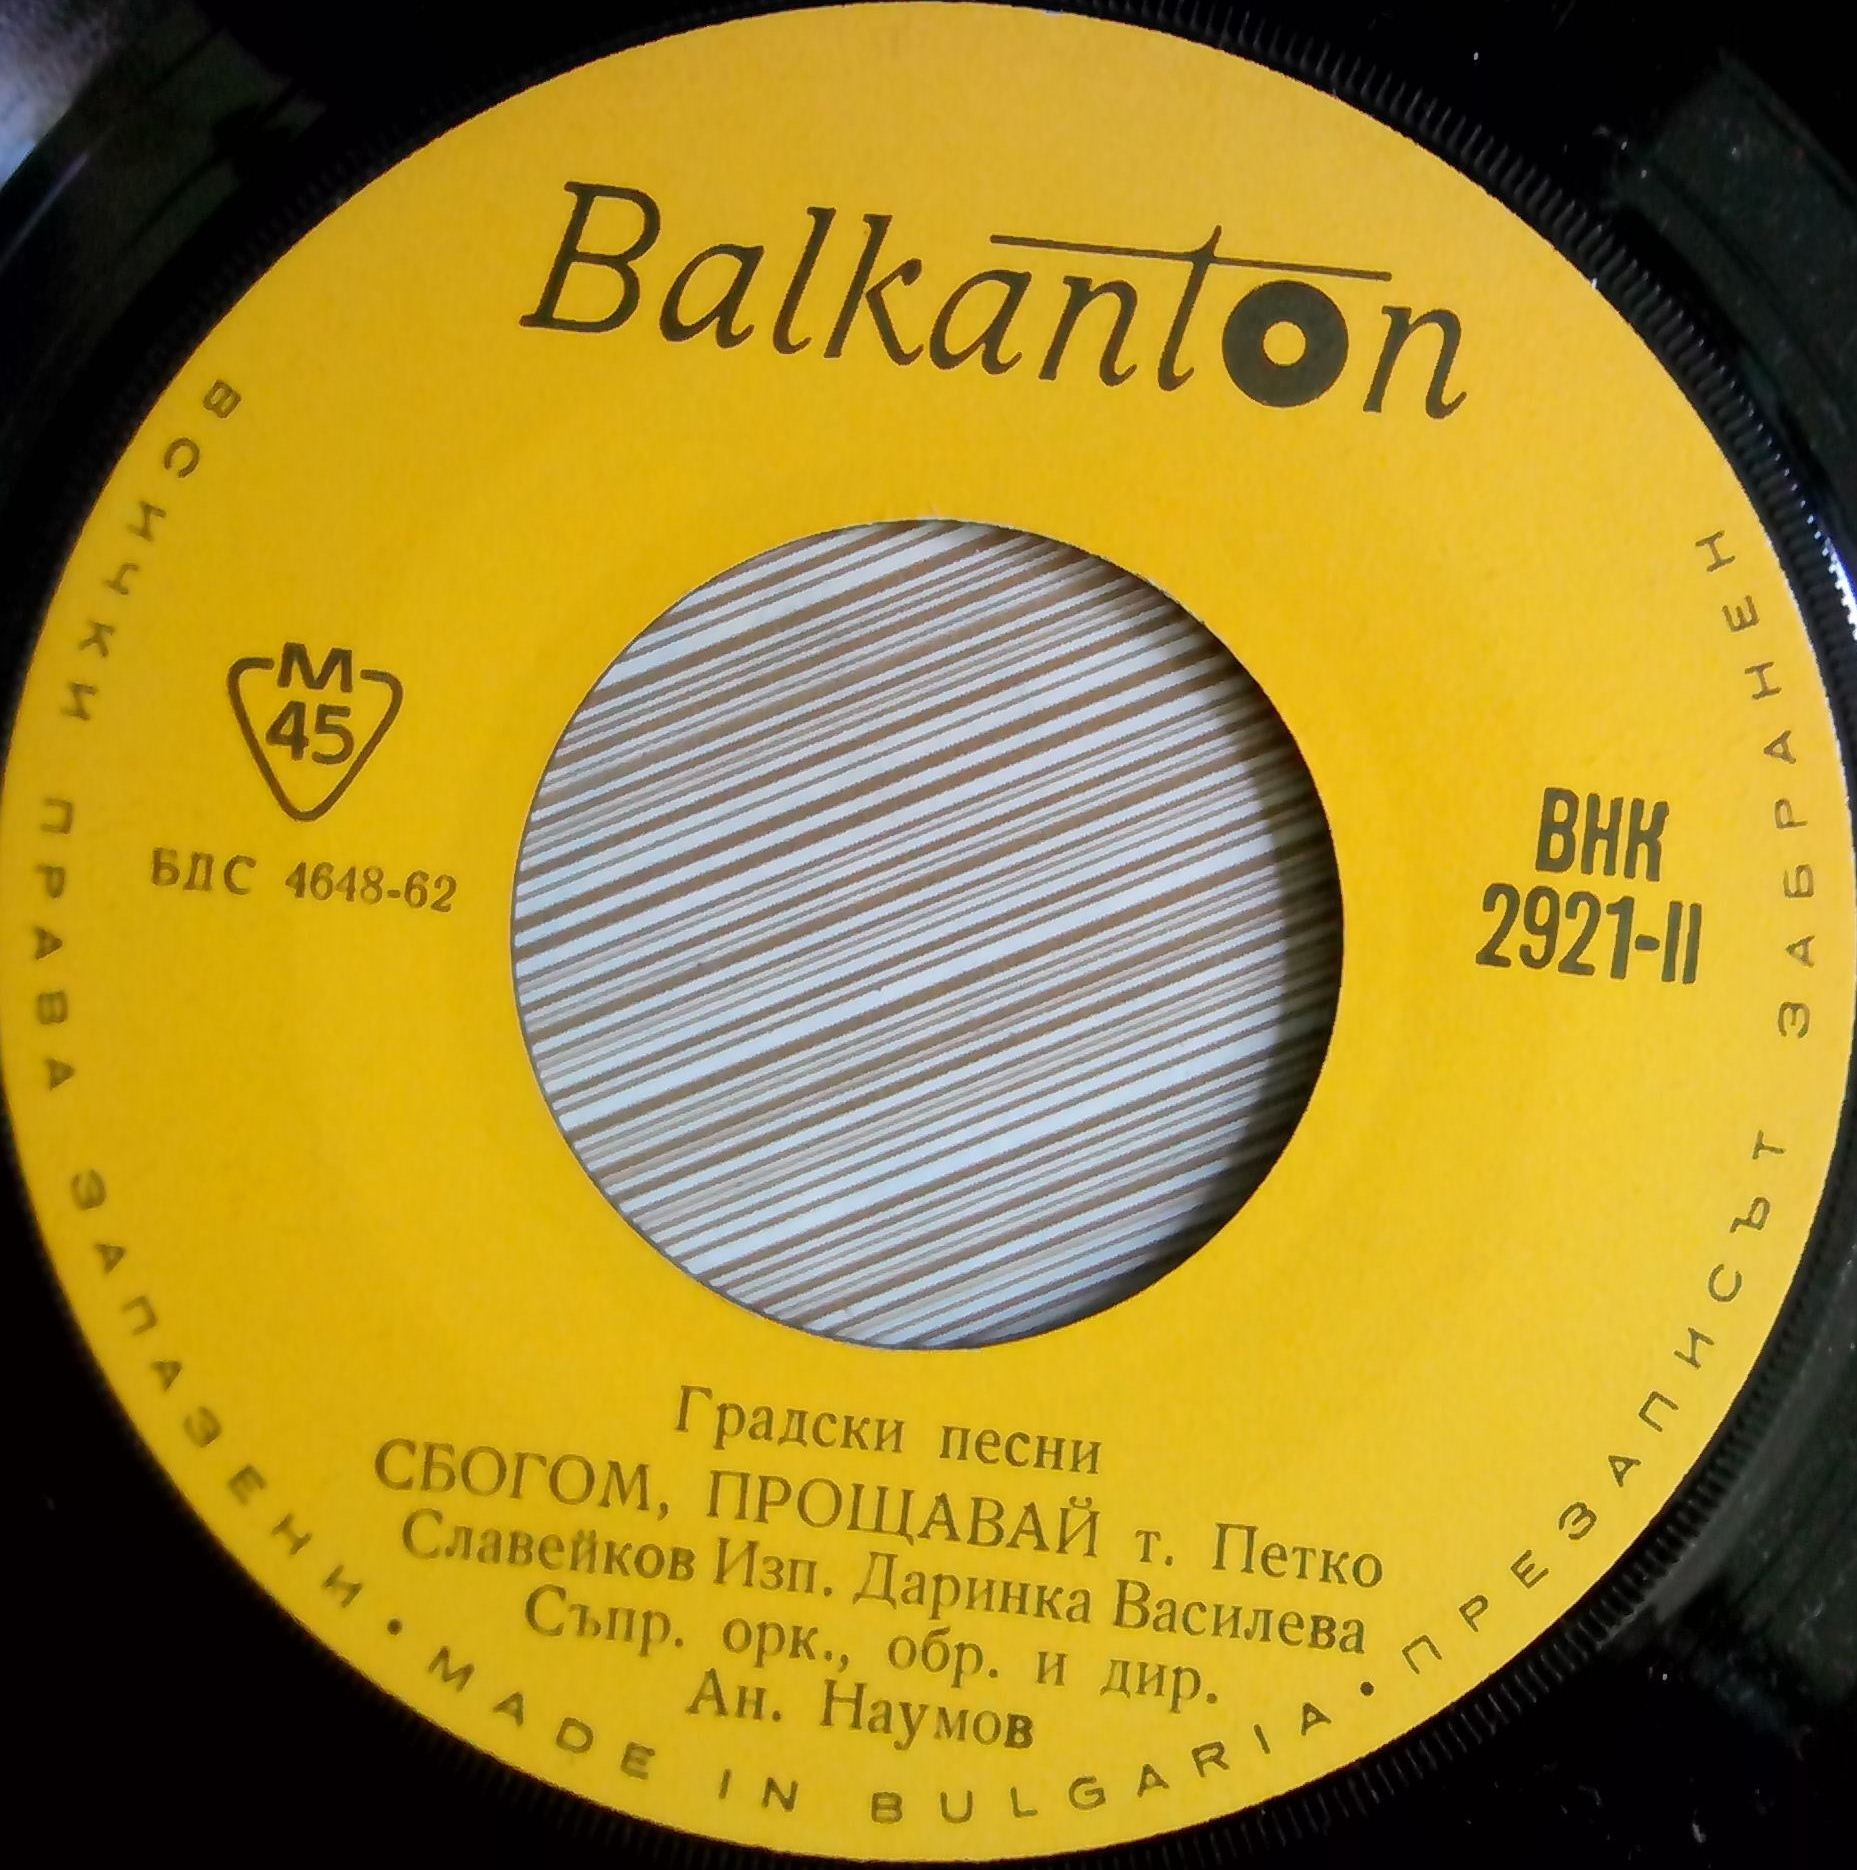 Balkanton
M
45
БДС 4648-62
ВНК
2921-II
Градски песни
СБОГОМ, ПРОЩАВАЙ т. Петко
Славейков Изп. Даринка Василева
Съпр. орк., обр. и дир.
Ан. Наумов
ВСИЧКИ ПРАВА ЗАПАЗЕНИ • MADE IN BULGARIA • ПРЕЗАПИСЪТ ЗАБРАНЕН